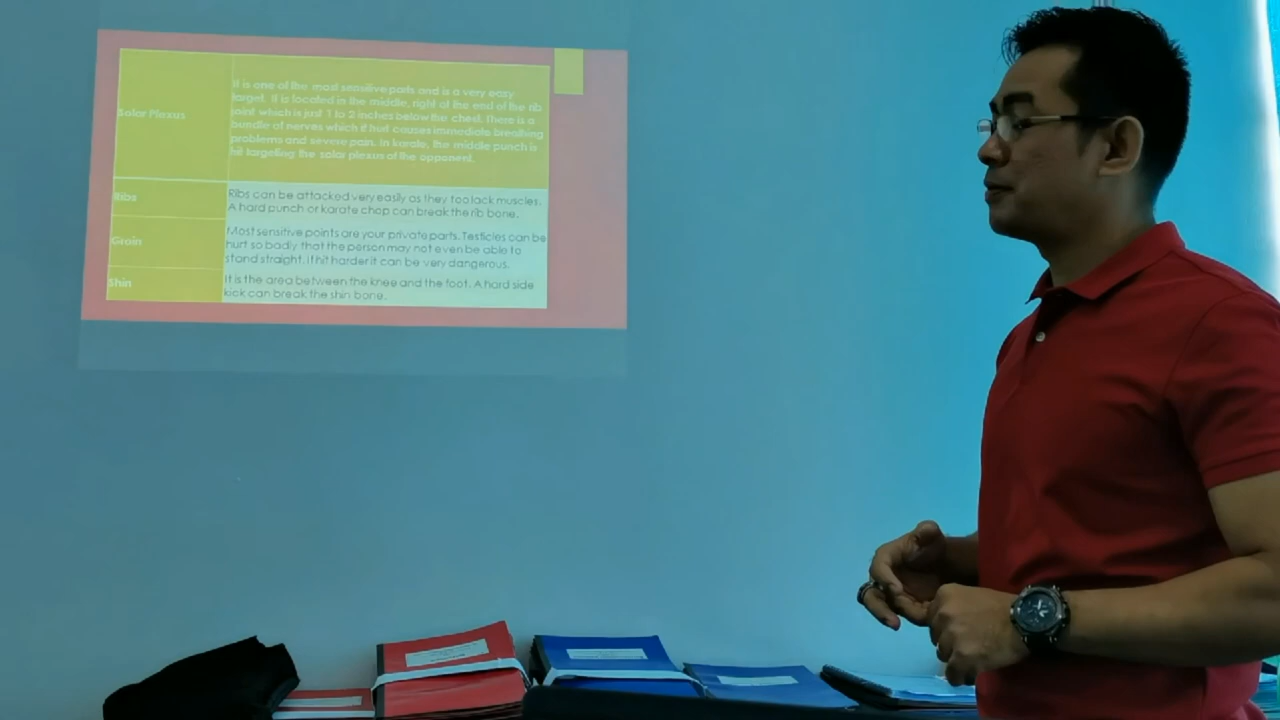 Solar Plexus
It is one of the most sensitive parts and is a very easy
target. It is located in the middle, right at the end of the rib
joint which is just 1 to 2 inches below the chest. There is a
bundle of nerves which if hurt causes immediate breathing
problems and severe pain. In karate, the middle punch is
hit targeting the solar plexus of the opponent.
Ribs
Ribs can be attacked very easily as they too lack muscles.
A hard punch or karate chop can break the rib bone.
Groin
Most sensitive points are your private parts. Testicles can be
hurt so badly that the person may not even be able to
stand straight. If hit harder it can be very dangerous.
Shin
It is the area between the knee and the foot. A hard side
kick can break the shin bone.